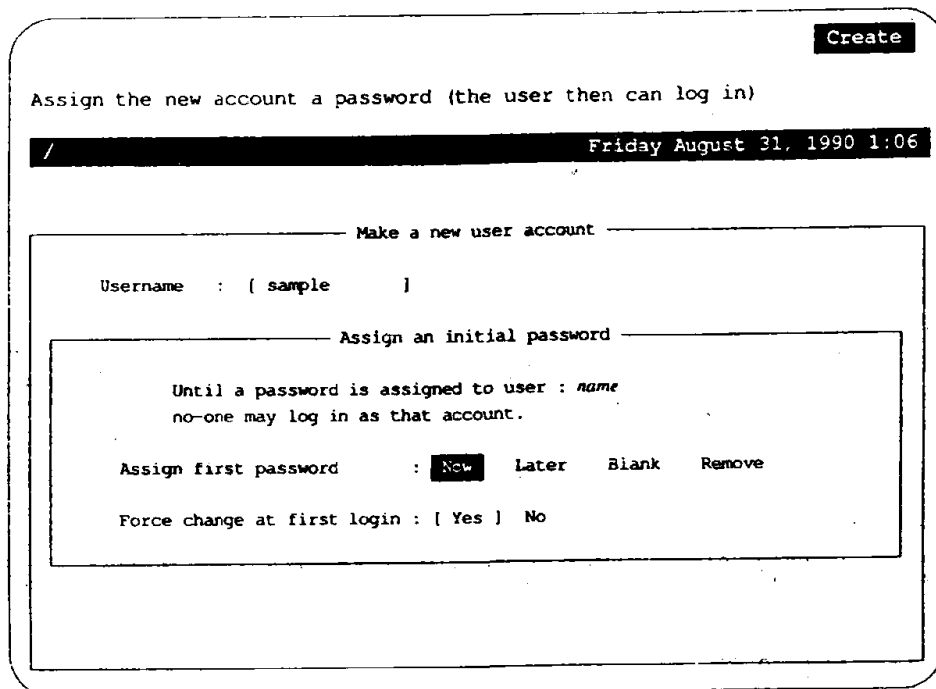 Create
Assign the new account a password (the user then can log in)
/ Friday August 31, 1990 1:06
Make a new user account
Username : [ sample ]
Assign an initial password
Until a password is assigned to user : name
no-one may log in as that account.
Assign first password : Now Later Blank Remove
Force change at first login : [ Yes ] No